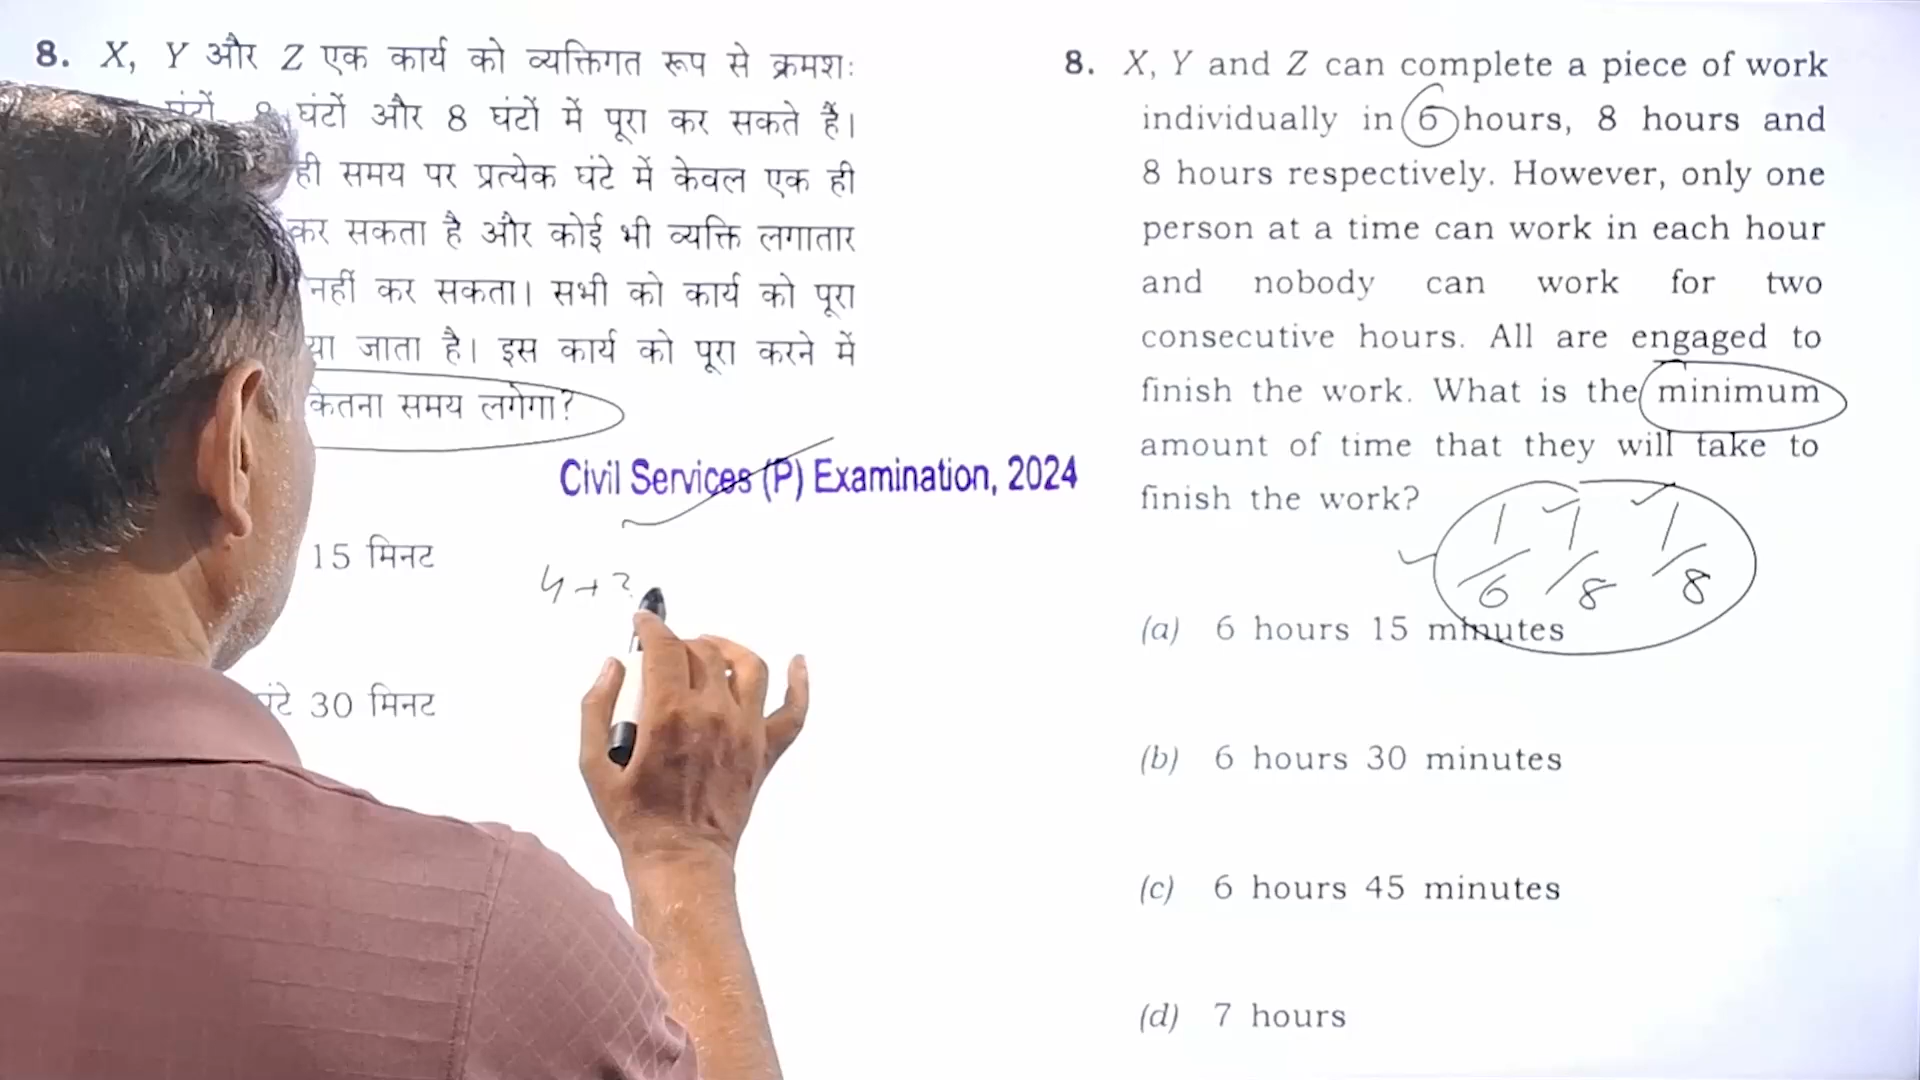 8. X, Y और Z एक कार्य को व्यक्तिगत रूप से क्रमशः
घंटों, 8 घंटों और 8 घंटों में पूरा कर सकते हैं।
ही समय पर प्रत्येक घंटे में केवल एक ही
कर सकता है और कोई भी व्यक्ति लगातार
नहीं कर सकता। सभी को कार्य को पूरा
जाता है। इस कार्य को पूरा करने में
कितना समय लगेगा?
15 मिनट
30 मिनट
Civil Services (P) Examination, 2024
4+3
8. X, Y and Z can complete a piece of work
individually in 6 hours, 8 hours and
8 hours respectively. However, only one
person at a time can work in each hour
and nobody can work for two
consecutive hours. All are engaged to
finish the work. What is the minimum
amount of time that they will take to
finish the work?
1/6 1/8 1/8
(a) 6 hours 15 minutes
(b) 6 hours 30 minutes
(c) 6 hours 45 minutes
(d) 7 hours